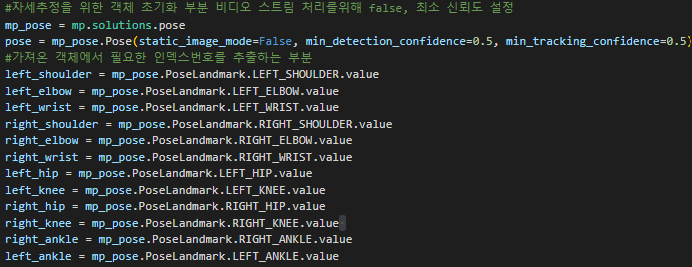 #자세추정을 위한 객체 초기화 부분 비디오 스트림 처리를위해 false, 최소 신뢰도 설정
mp_pose = mp.solutions.pose
pose = mp_pose.Pose(static_image_mode=False, min_detection_confidence=0.5, min_tracking_confidence=0.5)
#가져온 객체에서 필요한 인덱스번호를 추출하는 부분
left_shoulder = mp_pose.PoseLandmark.LEFT_SHOULDER.value
left_elbow = mp_pose.PoseLandmark.LEFT_ELBOW.value
left_wrist = mp_pose.PoseLandmark.LEFT_WRIST.value
right_shoulder = mp_pose.PoseLandmark.RIGHT_SHOULDER.value
right_elbow = mp_pose.PoseLandmark.RIGHT_ELBOW.value
right_wrist = mp_pose.PoseLandmark.RIGHT_WRIST.value
left_hip = mp_pose.PoseLandmark.LEFT_HIP.value
left_knee = mp_pose.PoseLandmark.LEFT_KNEE.value
right_hip = mp_pose.PoseLandmark.RIGHT_HIP.value
right_knee = mp_pose.PoseLandmark.RIGHT_KNEE.value
right_ankle = mp_pose.PoseLandmark.RIGHT_ANKLE.value
left_ankle = mp_pose.PoseLandmark.LEFT_ANKLE.value